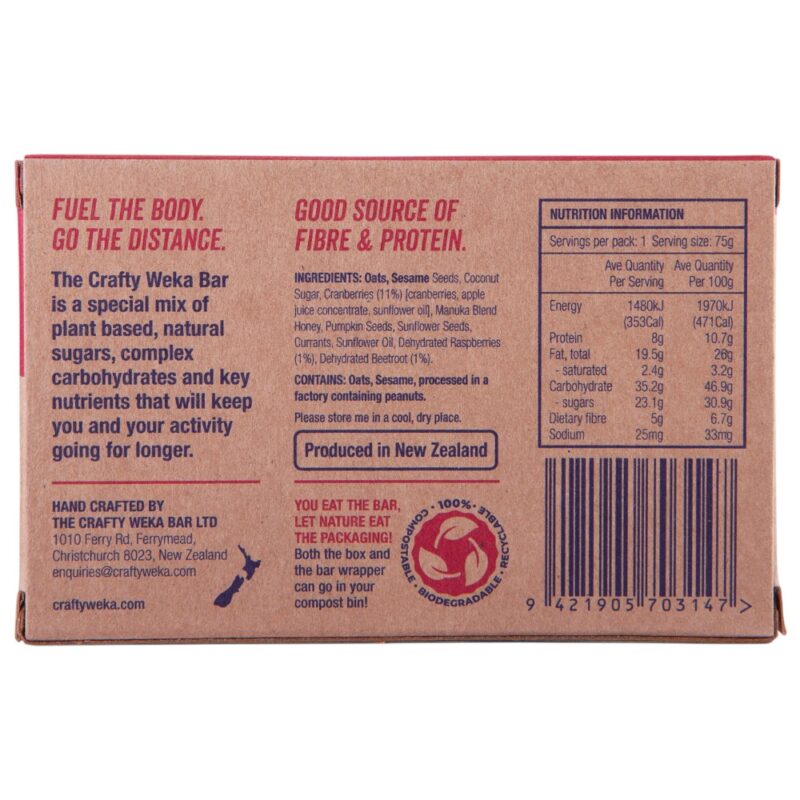 FUEL THE BODY.
GO THE DISTANCE.
The Crafty Weka Bar
is a special mix of
plant based, natural
sugars, complex
carbohydrates and key
nutrients that will keep
you and your activity
going for longer.
HAND CRAFTED BY
THE CRAFTY WEKA BAR LTD
1010 Ferry Rd, Ferrymead,
Christchurch 8023, New Zealand
enquiries@craftyweka.com
craftyweka.com
GOOD SOURCE OF
FIBRE & PROTEIN.
INGREDIENTS: Oats, Sesame Seeds, Coconut
Sugar, Cranberries (11%) [cranberries, apple
juice concentrate, sunflower oil], Manuka Blend
Honey, Pumpkin Seeds, Sunflower Seeds,
Currants, Sunflower Oil, Dehydrated Raspberries
(1%), Dehydrated Beetroot (1%).
CONTAINS: Oats, Sesame, processed in a
factory containing peanuts.
Please store me in a cool, dry place.
Produced in New Zealand
YOU EAT THE BAR,
LET NATURE EAT
THE PACKAGING!
Both the box and
the bar wrapper
can go in your
compost bin!
100% • RECYCLABLE • BIODEGRADABLE • COMPOSTABLE •
NUTRITION INFORMATION
Servings per pack: 1 Serving size: 75g
Ave Quantity Ave Quantity
Per Serving Per 100g
Energy 1480kJ 1970kJ
(353Cal) (471Cal)
Protein 8g 10.7g
Fat, total 19.5g 26g
- saturated 2.4g 3.2g
Carbohydrate 35.2g 46.9g
- sugars 23.1g 30.9g
Dietary fibre 5g 6.7g
Sodium 25mg 33mg
9 421905 703147 >